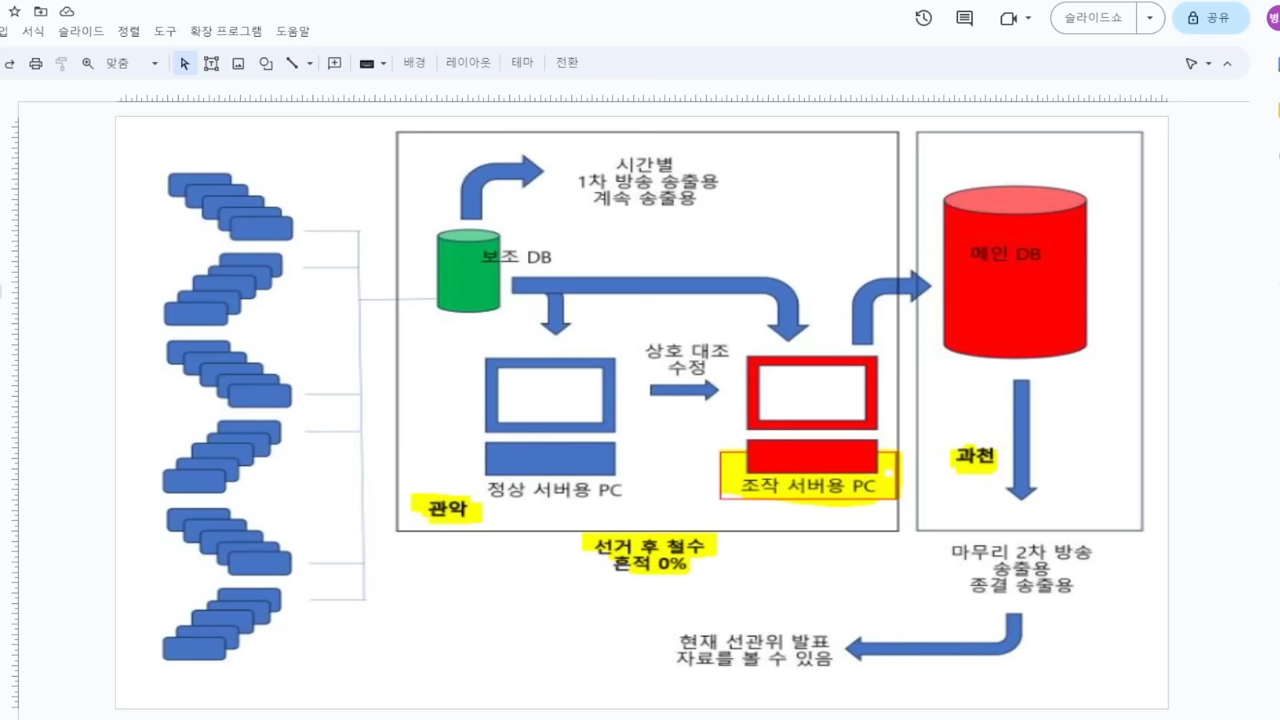 입 서식 슬라이드 정렬 도구 확장 프로그램 도움말
슬라이드쇼
공유
병
맞춤
배경 레이아웃 테마 전환
시간별
1차 방송 송출용
계속 송출용
보조 DB
메인 DB
상호 대조
수정
정상 서버용 PC
조작 서버용 PC
관악
과천
선거 후 철수
흔적 0%
마무리 2차 방송
송출용
종결 송출용
현재 선관위 발표
자료를 볼 수 있음